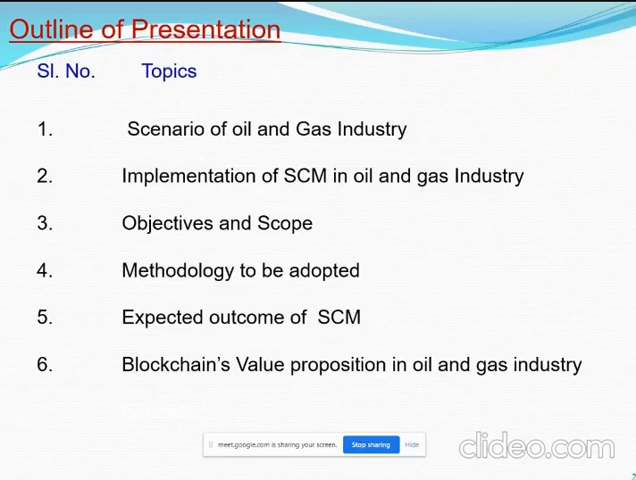 Outline of Presentation
Sl. No. Topics
1. Scenario of oil and Gas Industry
2. Implementation of SCM in oil and gas Industry
3. Objectives and Scope
4. Methodology to be adopted
5. Expected outcome of SCM
6. Blockchain's Value proposition in oil and gas industry
meet.google.com is sharing your screen. Stop sharing Hide
clideo.com
2